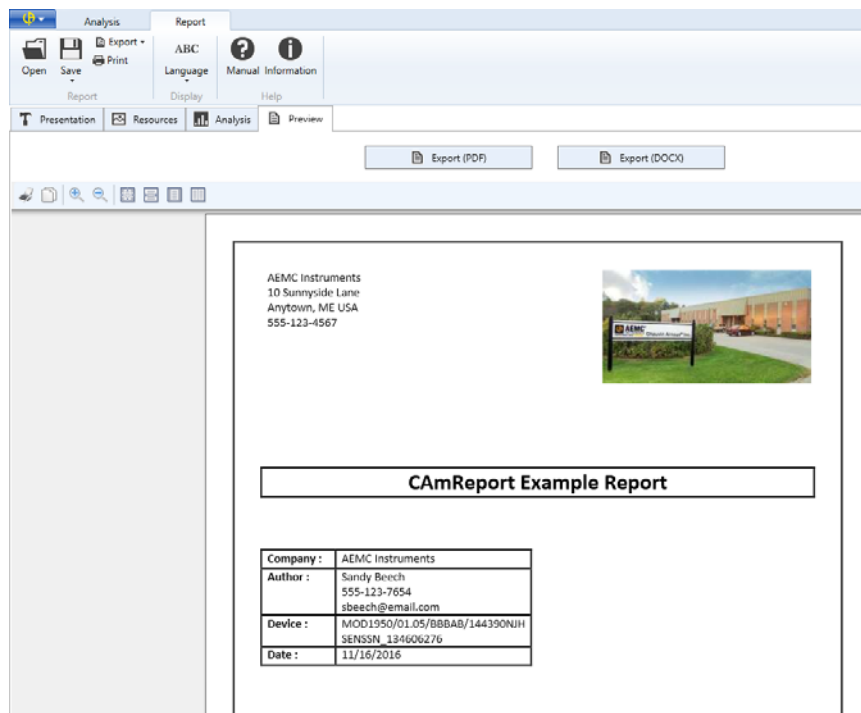 Analysis Report
Open
Save
Export
Print
ABC
Language
Manual Information
Report Display Help
Presentation Resources Analysis Preview
Export (PDF) Export (DOCX)
AEMC Instruments
10 Sunnyside Lane
Anytown, ME USA
555-123-4567
AEMC
CAmReport Example Report
Company : AEMC Instruments
Author : Sandy Beech
555-123-7654
sbeech@email.com
Device : MOD1950/01.05/BBBAB/144390NJH
SENSSN_134606276
Date : 11/16/2016